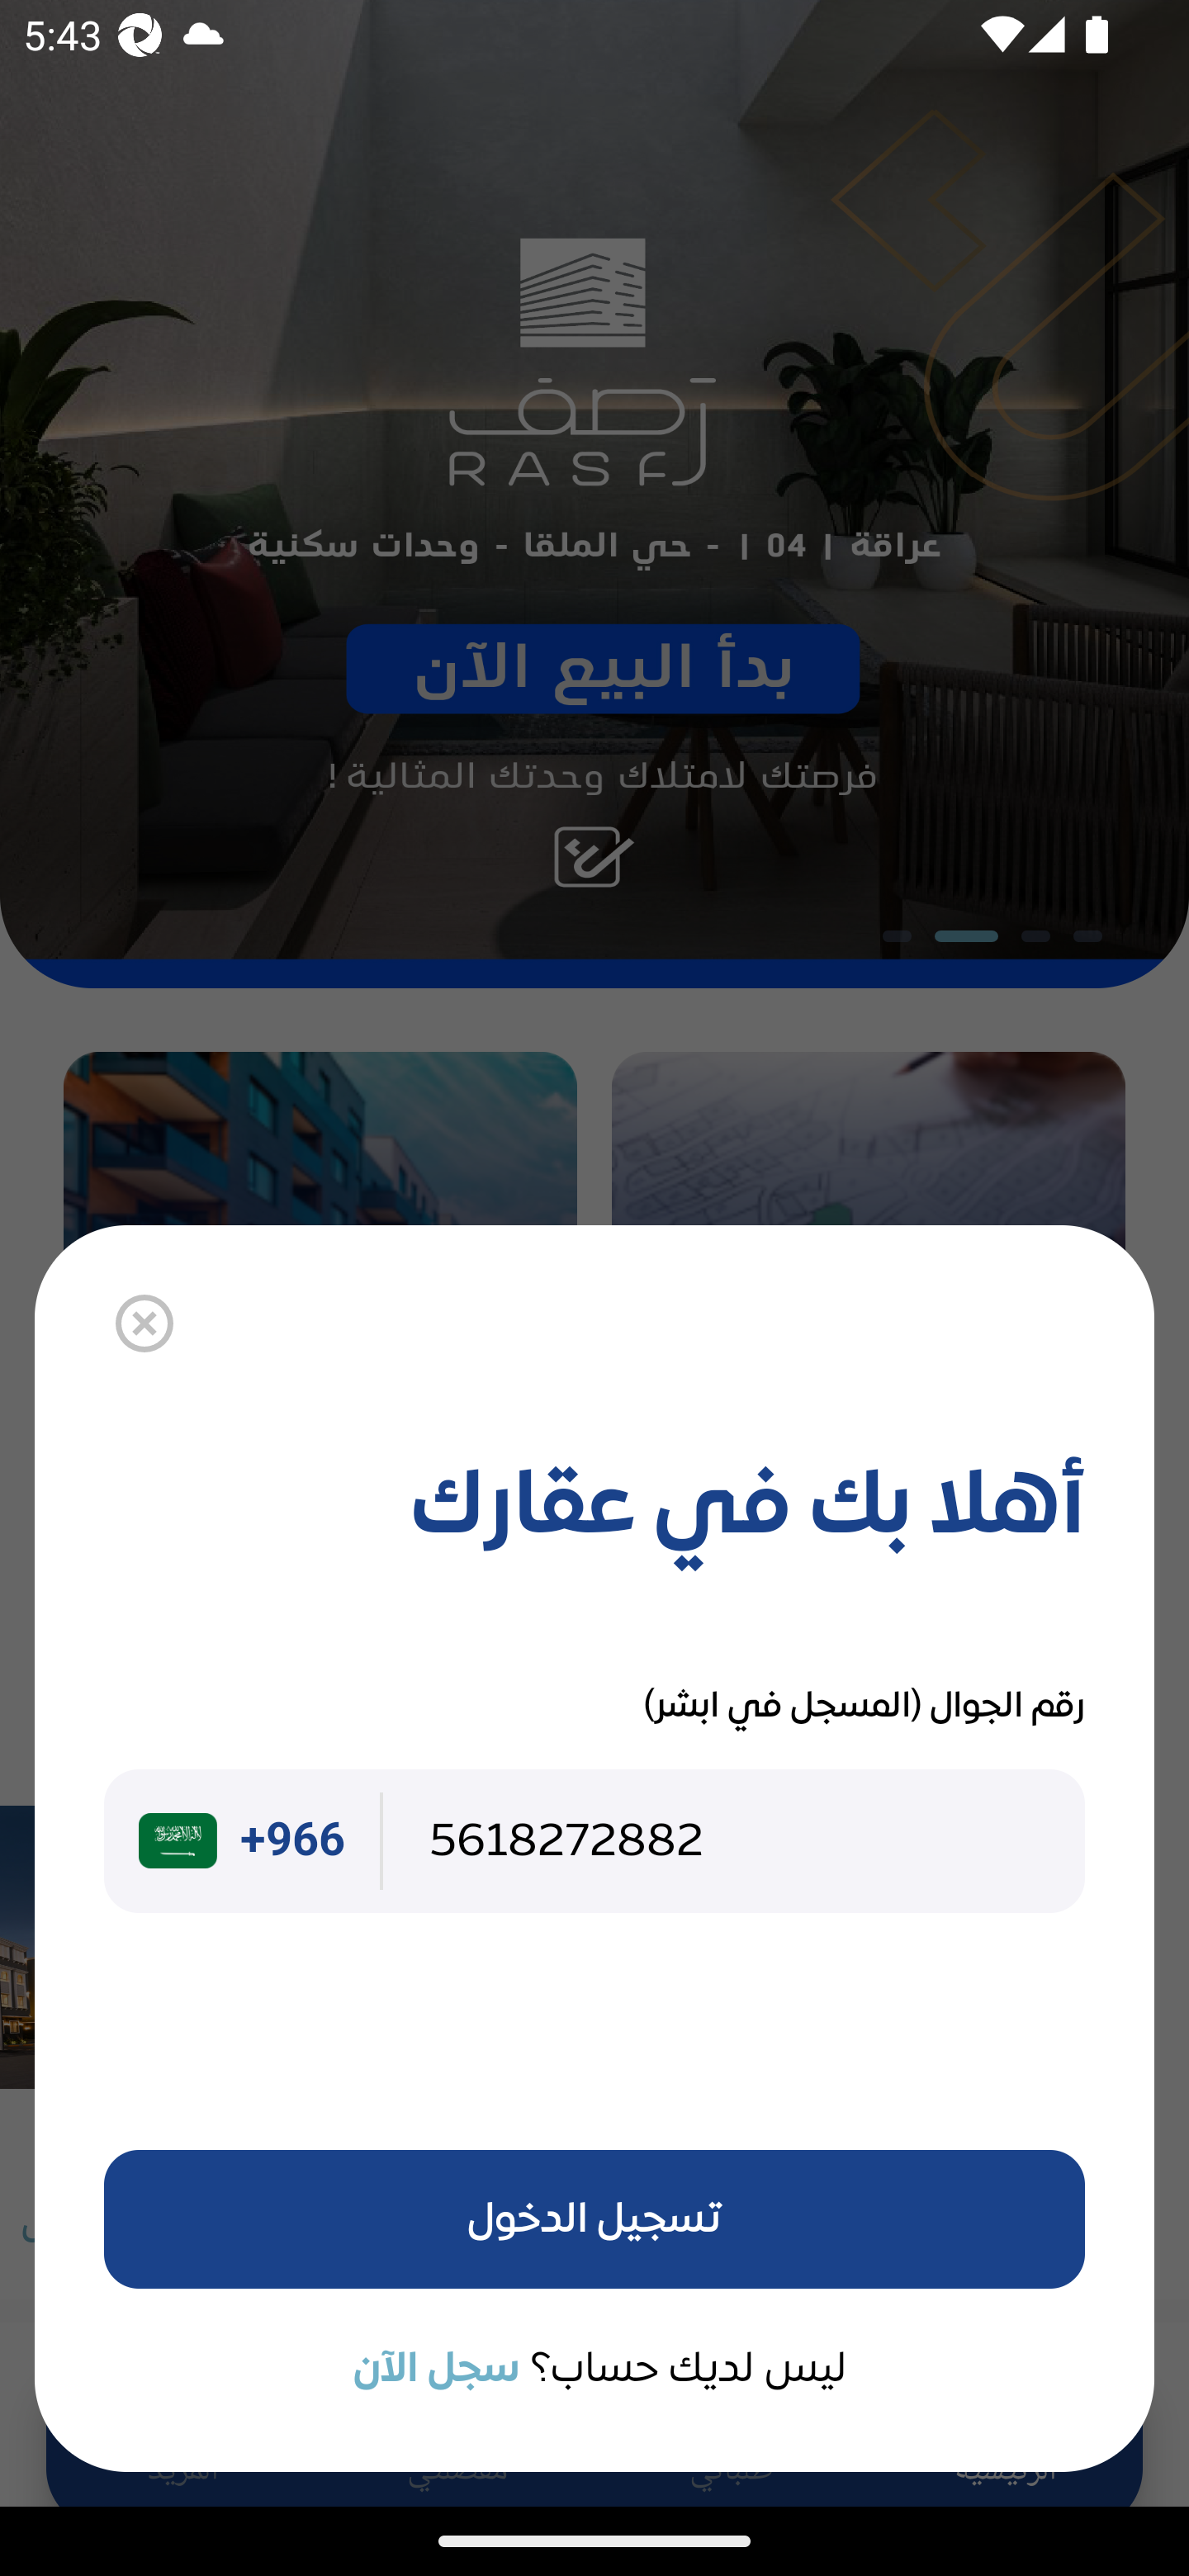 5:43
رَصف
RASF
عراقة | 04 | - حي الملقا - وحدات سكنية
بدأ البيع الآن
فرصتك لامتلاك وحدتك المثالية !
أهلا بك في عقارك
رقم الجوال (المسجل في ابشر)
+966 5618272882
تسجيل الدخول
ليس لديك حساب؟ سجل الآن